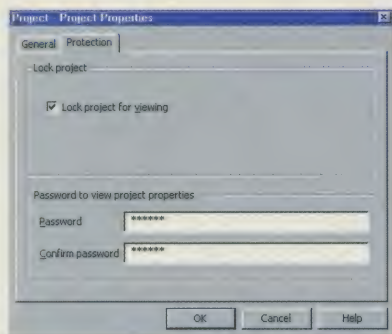 Project - Project Properties
General Protection
Lock project
Lock project for viewing
Password to view project properties
Password ******
Confirm password ******
OK Cancel Help